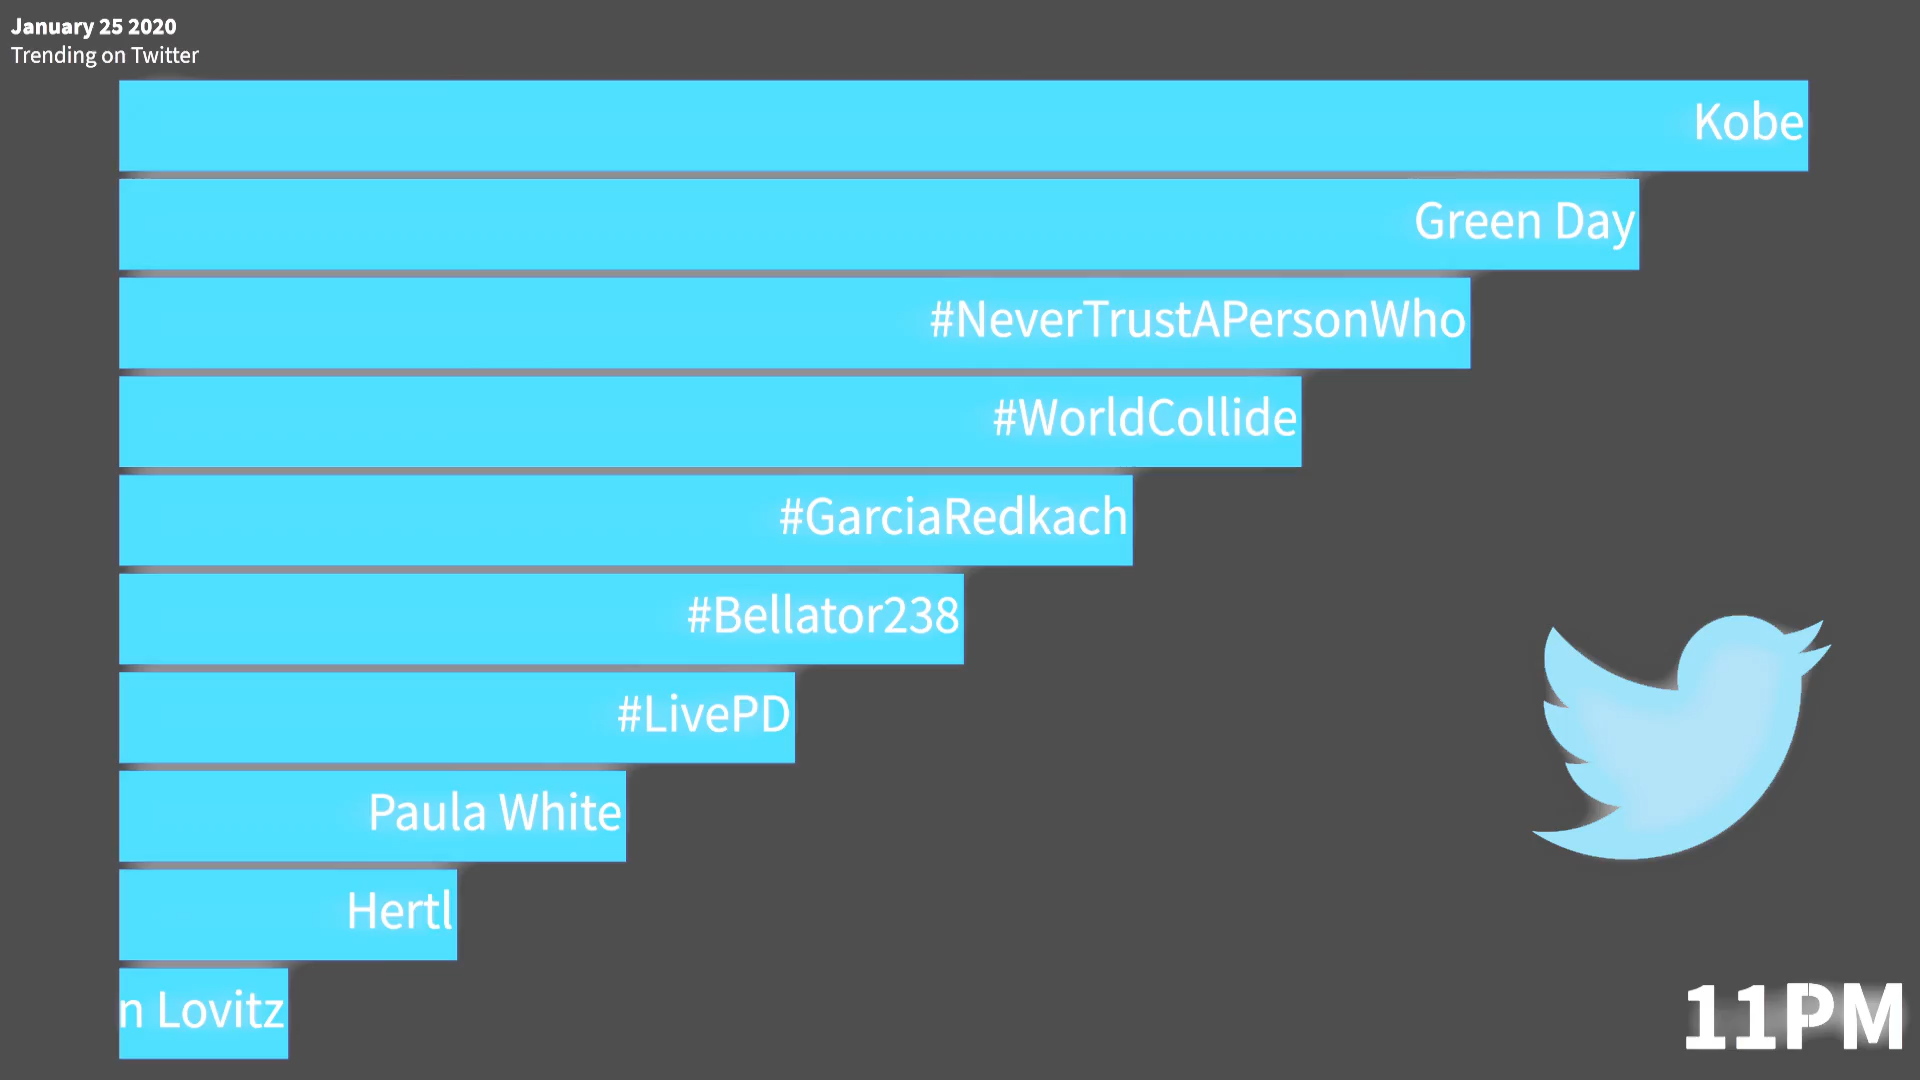 January 25 2020
Trending on Twitter
Kobe
Green Day
#NeverTrustAPersonWho
#WorldCollide
#GarciaRedkach
#Bellator238
#LivePD
Paula White
Hertl
n Lovitz
11PM